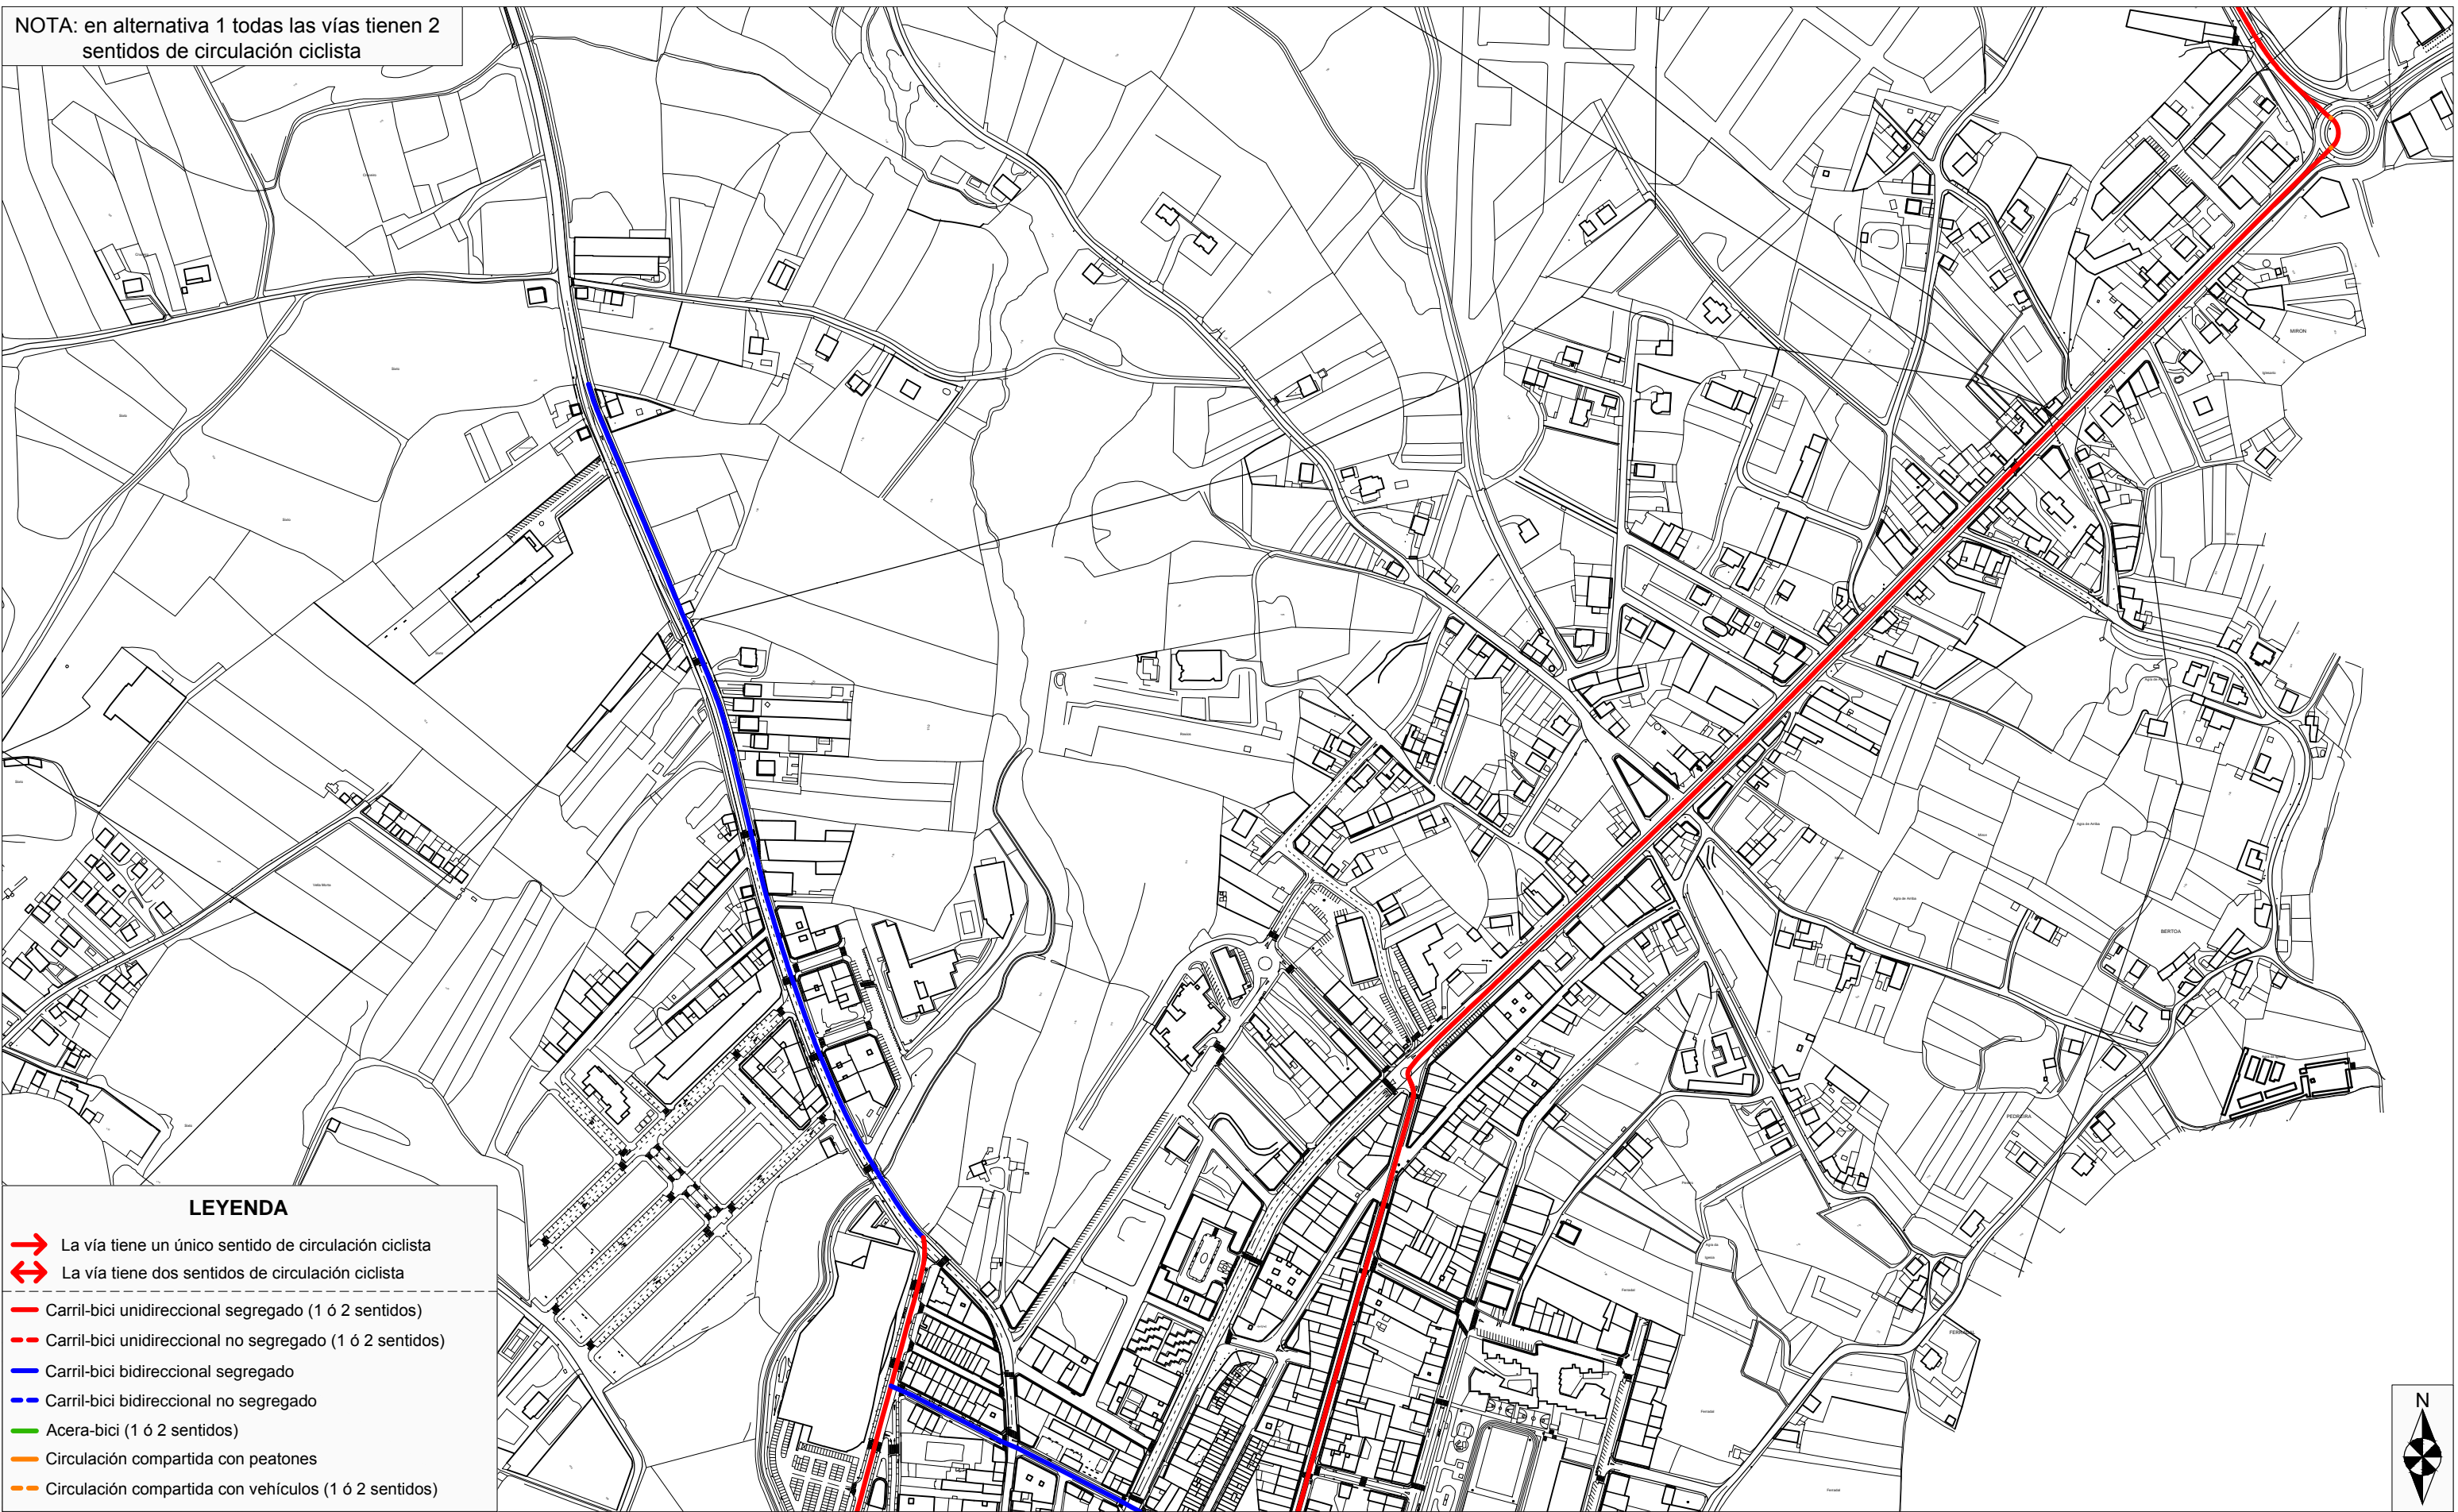 NOTA: en alternativa 1 todas las vías tienen 2
sentidos de circulación ciclista
MIRON
BERTOA
PEDREIRA
LEYENDA
La vía tiene un único sentido de circulación ciclista
La vía tiene dos sentidos de circulación ciclista
Carril-bici unidireccional segregado (1 ó 2 sentidos)
Carril-bici unidireccional no segregado (1 ó 2 sentidos)
Carril-bici bidireccional segregado
Carril-bici bidireccional no segregado
Acera-bici (1 ó 2 sentidos)
Circulación compartida con peatones
Circulación compartida con vehículos (1 ó 2 sentidos)
N